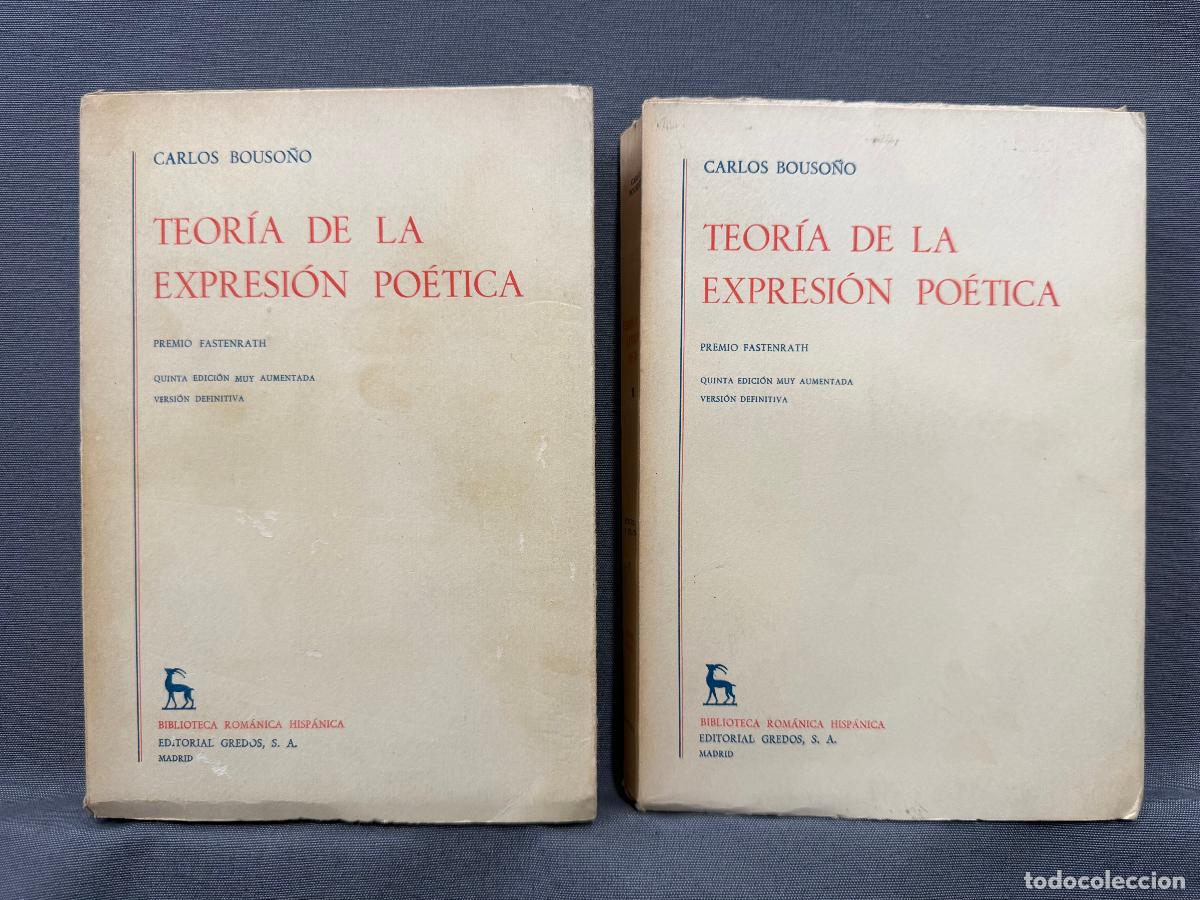 CARLOS BOUSOÑO
TEORÍA DE LA
EXPRESIÓN POÉTICA
PREMIO FASTENRATH
QUINTA EDICIÓN MUY AUMENTADA
VERSIÓN DEFINITIVA
BIBLIOTECA ROMÁNICA HISPÁNICA
EDITORIAL GREDOS, S. A.
MADRID
CARLOS BOUSOÑO
TEORÍA DE LA
EXPRESIÓN POÉTICA
PREMIO FASTENRATH
QUINTA EDICIÓN MUY AUMENTADA
VERSIÓN DEFINITIVA
BIBLIOTECA ROMÁNICA HISPÁNICA
EDITORIAL GREDOS, S. A.
MADRID
todocoleccion